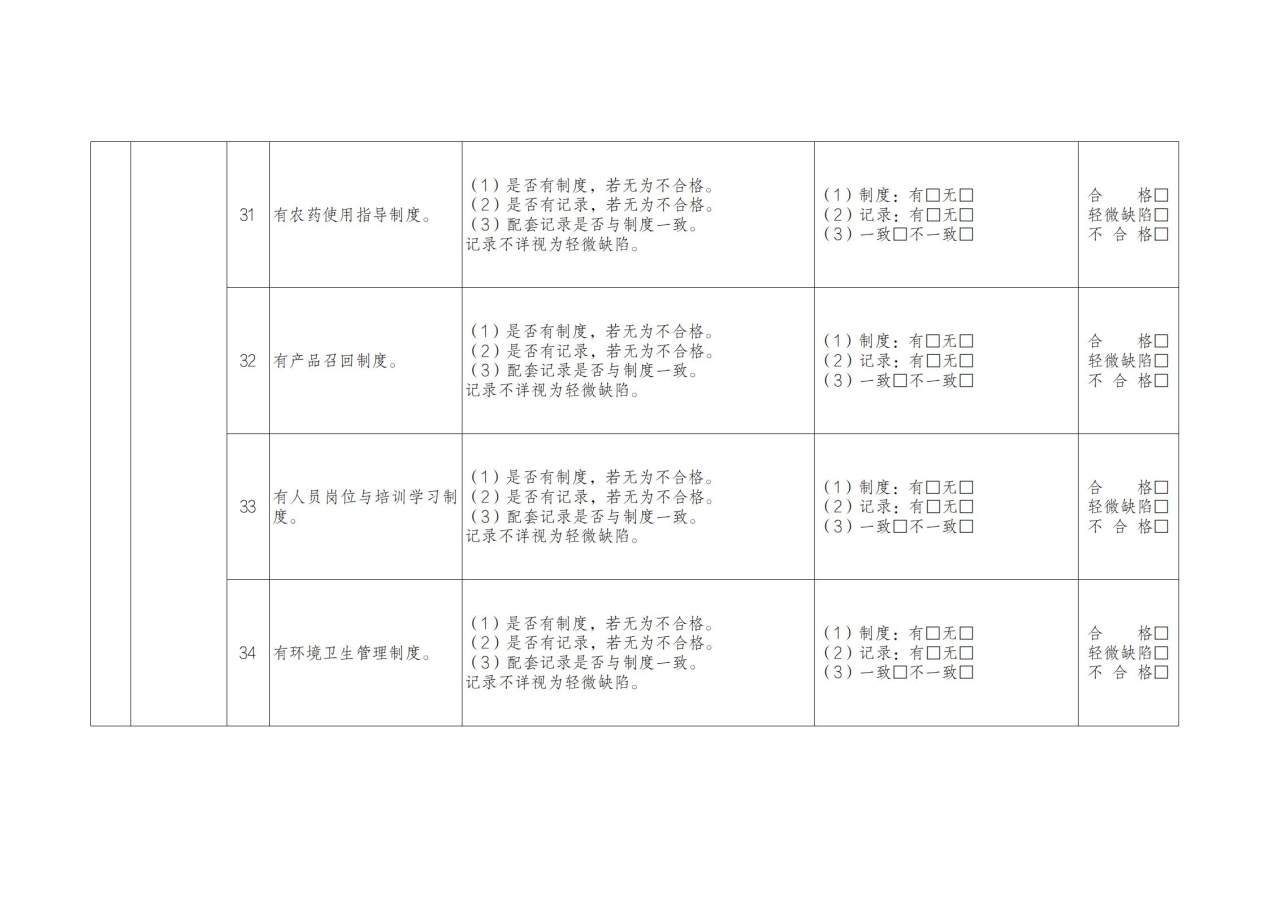 31
有农药使用指导制度。
（1）是否有制度，若无为不合格。
（2）是否有记录，若无为不合格。
（3）配套记录是否与制度一致。
记录不详视为轻微缺陷。
（1）制度：有□无□
（2）记录：有□无□
（3）一致□不一致□
合 格□
轻微缺陷□
不 合 格□
32
有产品召回制度。
（1）是否有制度，若无为不合格。
（2）是否有记录，若无为不合格。
（3）配套记录是否与制度一致。
记录不详视为轻微缺陷。
（1）制度：有□无□
（2）记录：有□无□
（3）一致□不一致□
合 格□
轻微缺陷□
不 合 格□
33
有人员岗位与培训学习制
度。
（1）是否有制度，若无为不合格。
（2）是否有记录，若无为不合格。
（3）配套记录是否与制度一致。
记录不详视为轻微缺陷。
（1）制度：有□无□
（2）记录：有□无□
（3）一致□不一致□
合 格□
轻微缺陷□
不 合 格□
34
有环境卫生管理制度。
（1）是否有制度，若无为不合格。
（2）是否有记录，若无为不合格。
（3）配套记录是否与制度一致。
记录不详视为轻微缺陷。
（1）制度：有□无□
（2）记录：有□无□
（3）一致□不一致□
合 格□
轻微缺陷□
不 合 格□